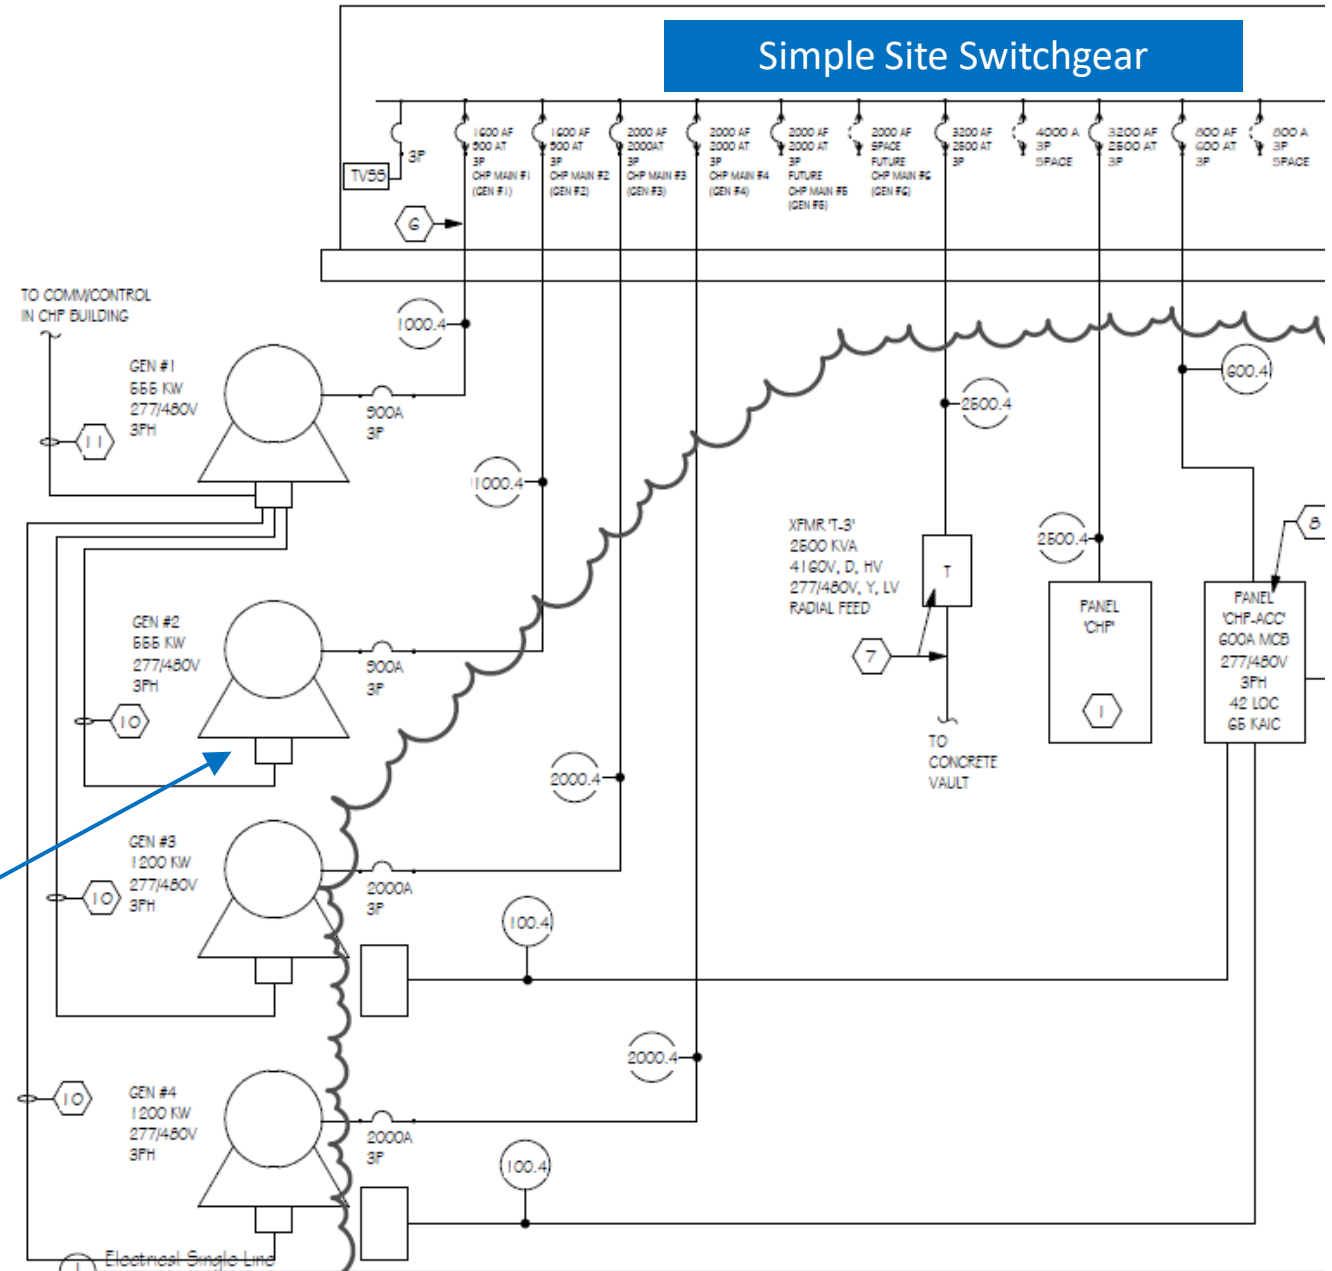 Simple Site Switchgear
TVSS
3P
1600 AF
900 AT
3P
CHP MAIN #1
(GEN #1)
1600 AF
900 AT
3P
CHP MAIN #2
(GEN #2)
2000 AF
2000AT
3P
CHP MAIN #3
(GEN #3)
2000 AF
2000 AT
3P
CHP MAIN #4
(GEN #4)
2000 AF
2000 AT
3P
FUTURE
CHP MAIN #5
(GEN #5)
2000 AF
SPACE
FUTURE
CHP MAIN #6
(GEN #6)
3200 AF
2500 AT
3P
4000 A
3P
SPACE
3200 AF
2500 AT
3P
800 AF
600 AT
3P
800 A
3P
SPACE
6
TO COMM/CONTROL
IN CHP BUILDING
1000.4
GEN #1
555 KW
277/480V
3PH
900A
3P
11
600.4
2500.4
1000.4
XFMR 'T-3'
2500 KVA
4160V, D, HV
277/480V, Y, LV
RADIAL FEED
T
7
TO
CONCRETE
VAULT
2500.4
PANEL
'CHP'
1
8
PANEL
'CHP-ACC'
600A MCB
277/480V
3PH
42 LOC
65 KAIC
GEN #2
555 KW
277/480V
3PH
900A
3P
10
2000.4
GEN #3
1200 KW
277/480V
3PH
2000A
3P
10
100.4
2000.4
GEN #4
1200 KW
277/480V
3PH
2000A
3P
10
100.4
1
Electrical Single Line